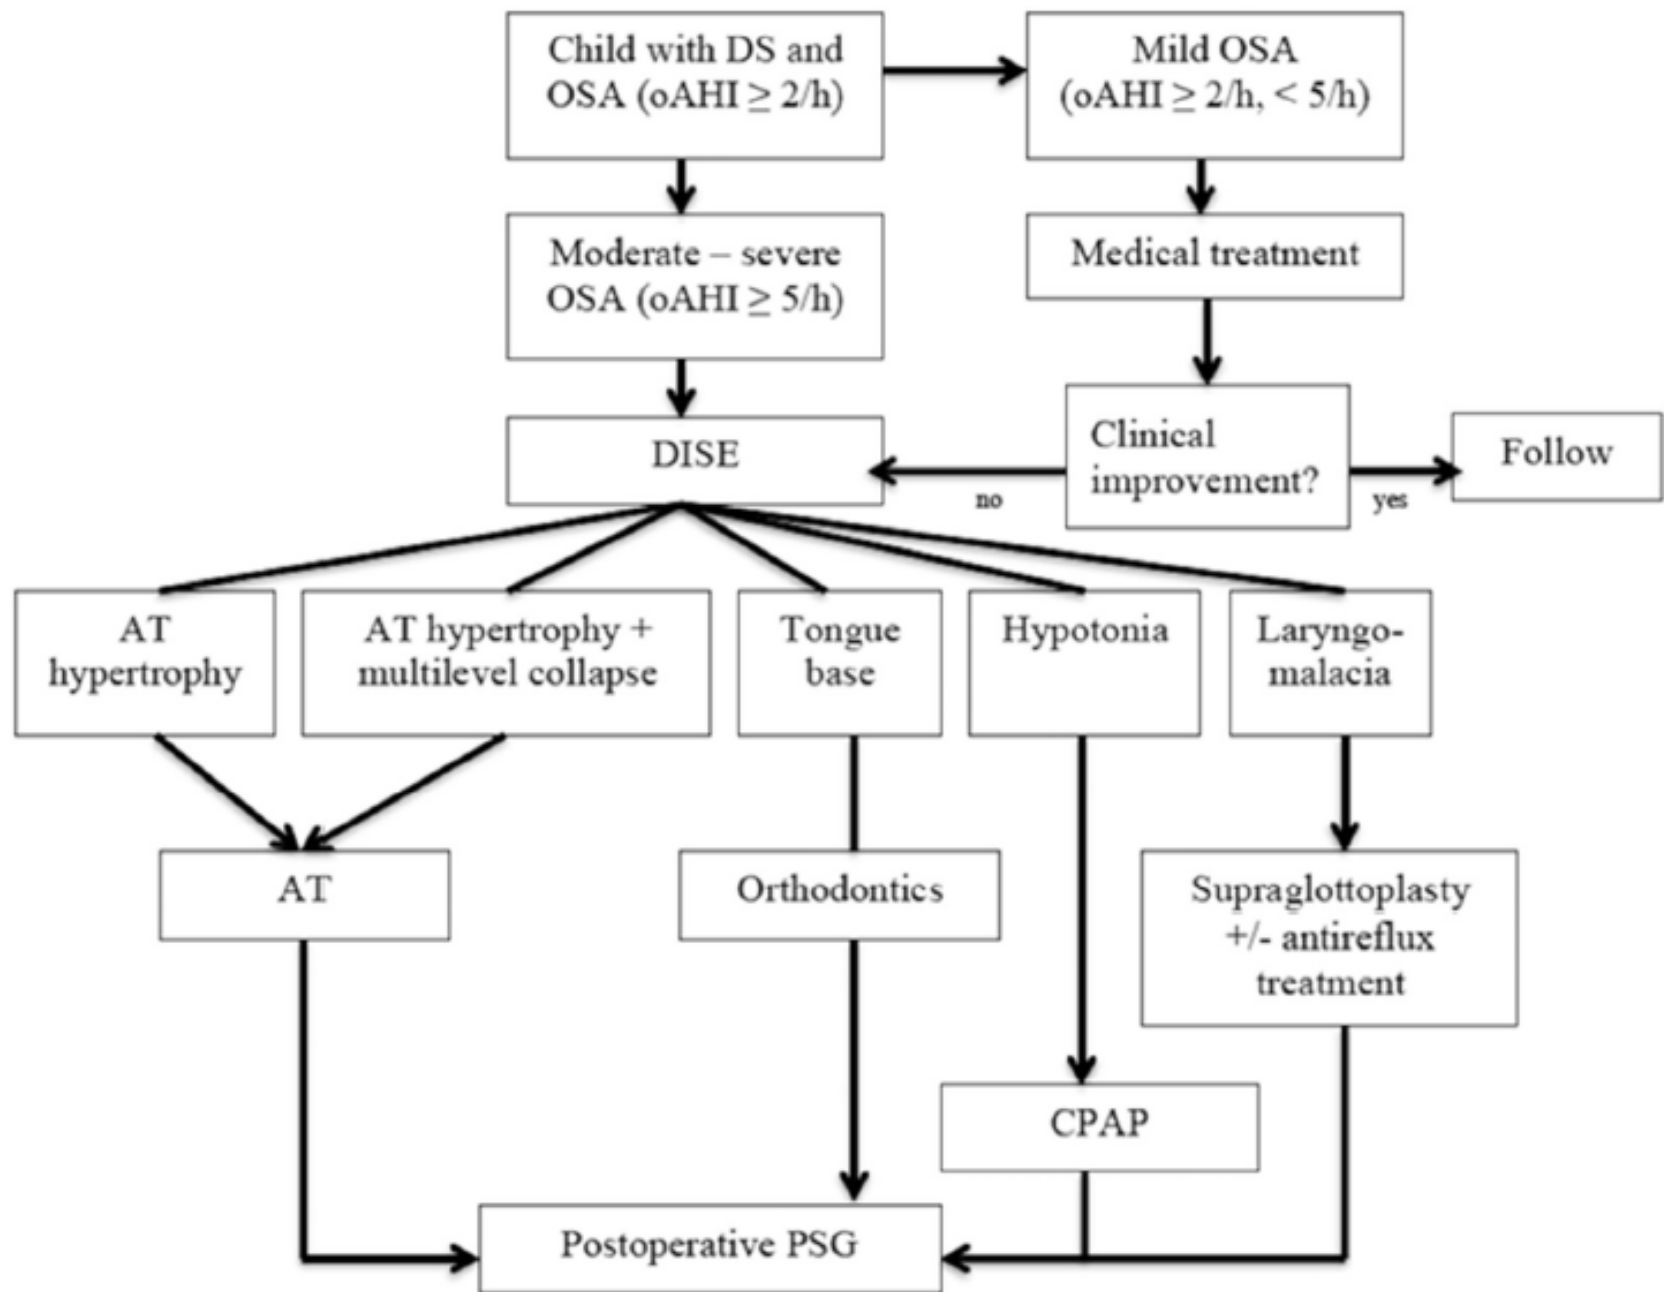 Child with DS and
OSA (oAHI ≥ 2/h)
Mild OSA
(oAHI ≥ 2/h, < 5/h)
Moderate – severe
OSA (oAHI ≥ 5/h)
Medical treatment
DISE
Clinical
improvement?
Follow
no
yes
AT
hypertrophy
AT hypertrophy +
multilevel collapse
Tongue
base
Hypotonia
Laryngo-
malacia
AT
Orthodontics
Supraglottoplasty
+/- antireflux
treatment
CPAP
Postoperative PSG